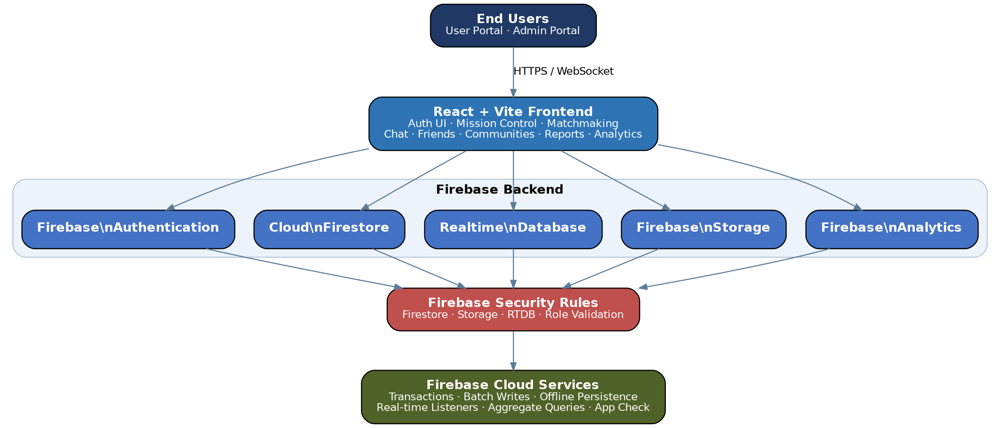 End Users
User Portal · Admin Portal
HTTPS / WebSocket
React + Vite Frontend
Auth UI · Mission Control · Matchmaking
Chat · Friends · Communities · Reports · Analytics
Firebase Backend
Firebase\nAuthentication
Cloud\nFirestore
Realtime\nDatabase
Firebase\nStorage
Firebase\nAnalytics
Firebase Security Rules
Firestore · Storage · RTDB · Role Validation
Firebase Cloud Services
Transactions · Batch Writes · Offline Persistence
Real-time Listeners · Aggregate Queries · App Check